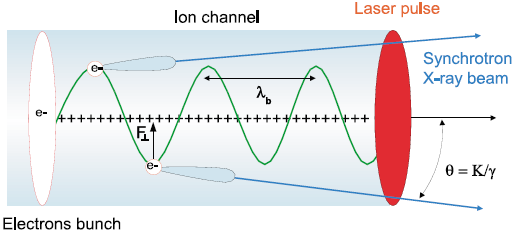 Ion channel
Laser pulse
Synchrotron
X-ray beam
e-
e-
λb
++++++++++++++++++++++++++++++++
F⊥
e-
θ = K/γ
Electrons bunch